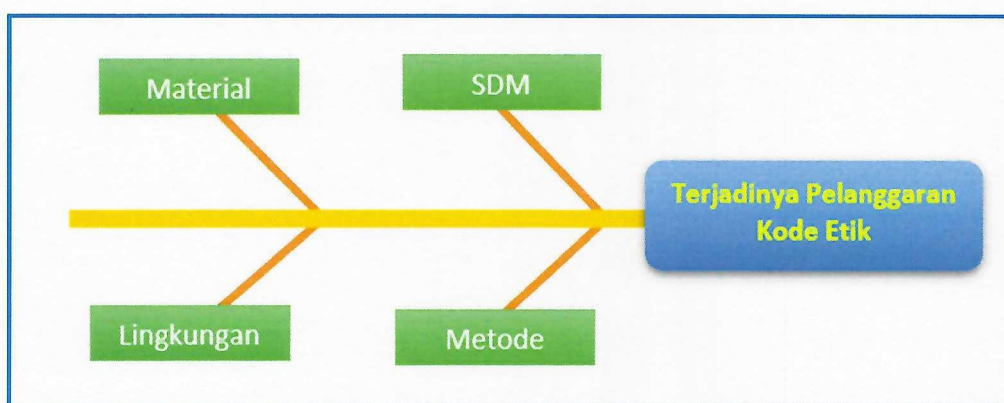 Material
SDM
Terjadinya Pelanggaran
Kode Etik
Lingkungan
Metode